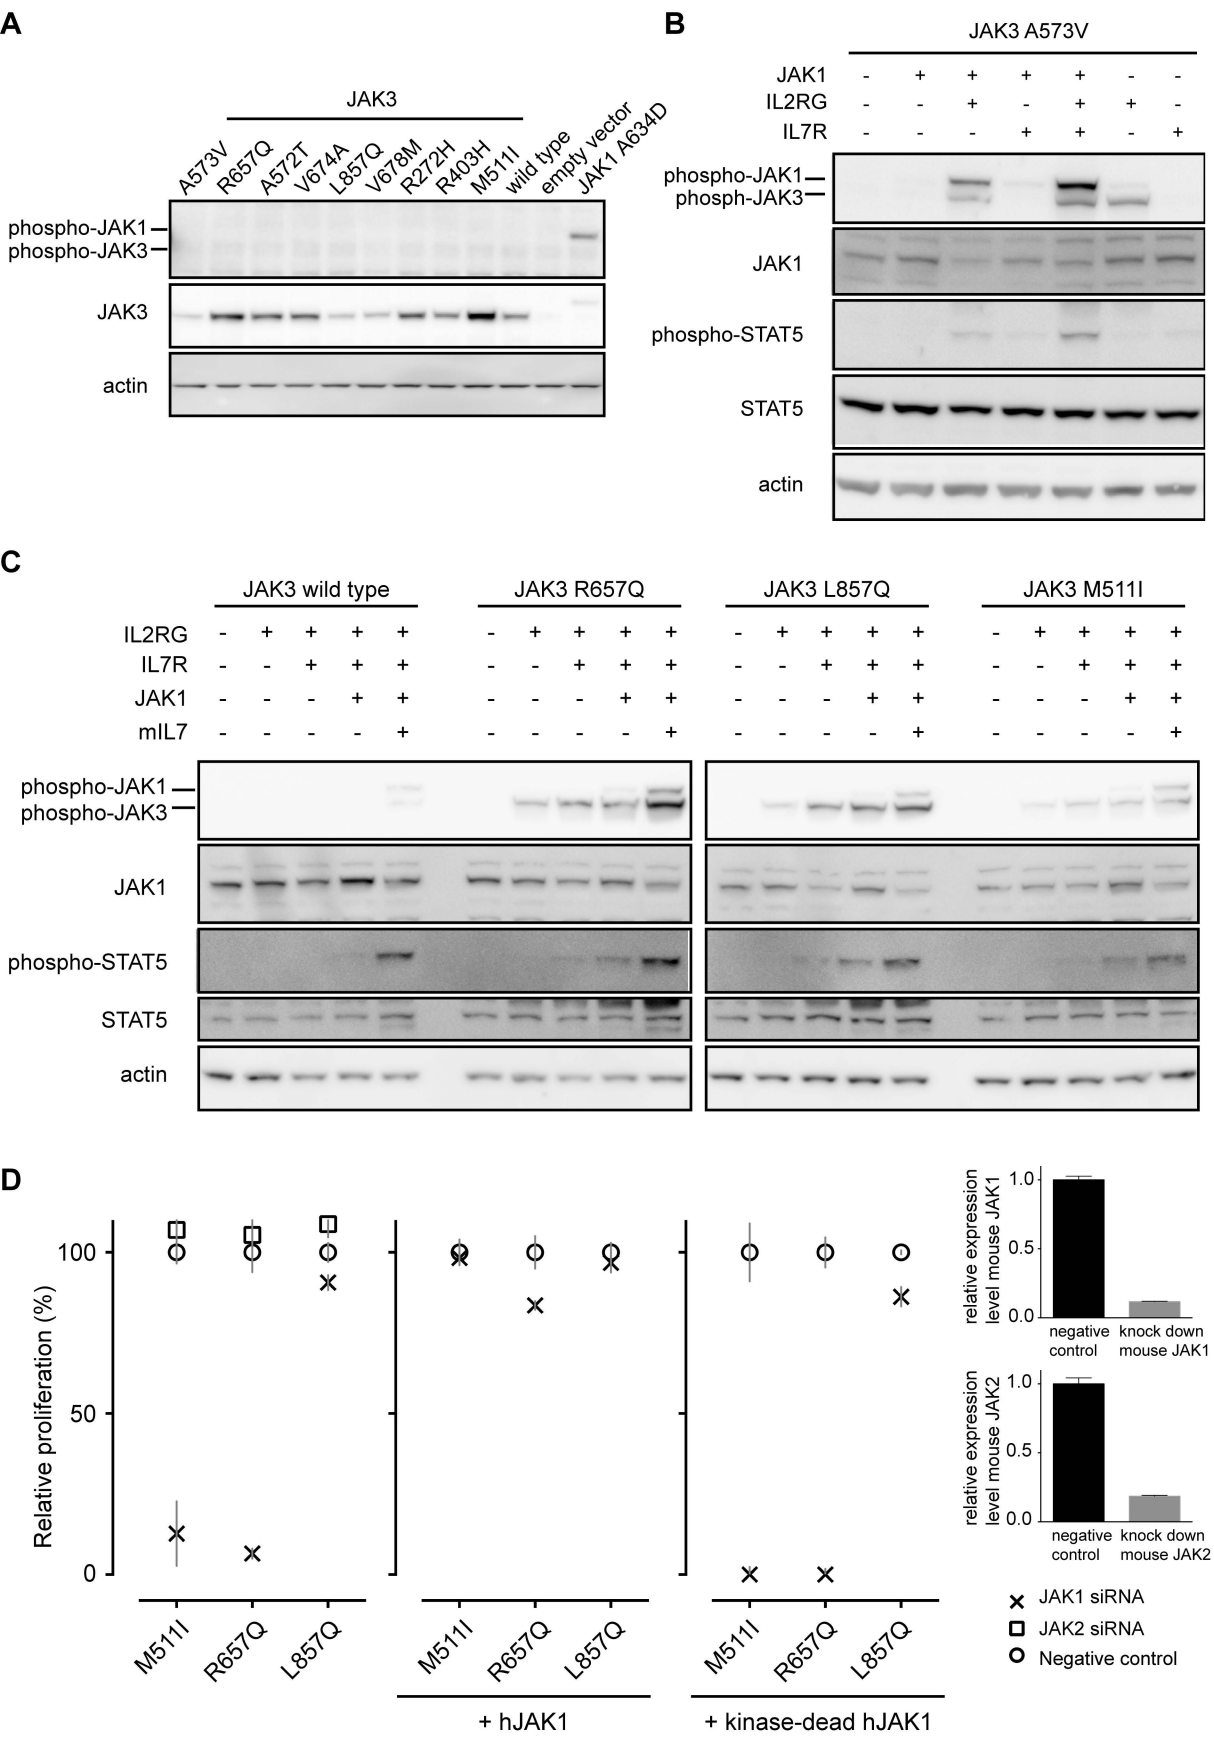 A
JAK3
A573V R657Q A572T V674A L857Q V678M R272H R403H M511I wild type empty vector JAK1 A634D
phospho-JAK1
phospho-JAK3
JAK3
actin
B
JAK3 A573V
JAK1 - + + + + - -
IL2RG - - + - + + -
IL7R - - - + + - +
phospho-JAK1
phosph-JAK3
JAK1
phospho-STAT5
STAT5
actin
C
JAK3 wild type JAK3 R657Q JAK3 L857Q JAK3 M511I
IL2RG - + + + + - + + + + - + + + + - + + + +
IL7R - - + + + - - + + + - - + + + - - + + +
JAK1 - - - + + - - - + + - - - + + - - - + +
mIL7 - - - - + - - - - + - - - - + - - - - +
phospho-JAK1
phospho-JAK3
JAK1
phospho-STAT5
STAT5
actin
D
Relative proliferation (%)
100
50
0
M511I R657Q L857Q M511I R657Q L857Q M511I R657Q L857Q
+ hJAK1 + kinase-dead hJAK1
relative expression
level mouse JAK1
1.0
0.5
0.0
negative knock down
control mouse JAK1
relative expression
level mouse JAK2
1.0
0.5
0.0
negative knock down
control mouse JAK2
JAK1 siRNA
JAK2 siRNA
Negative control